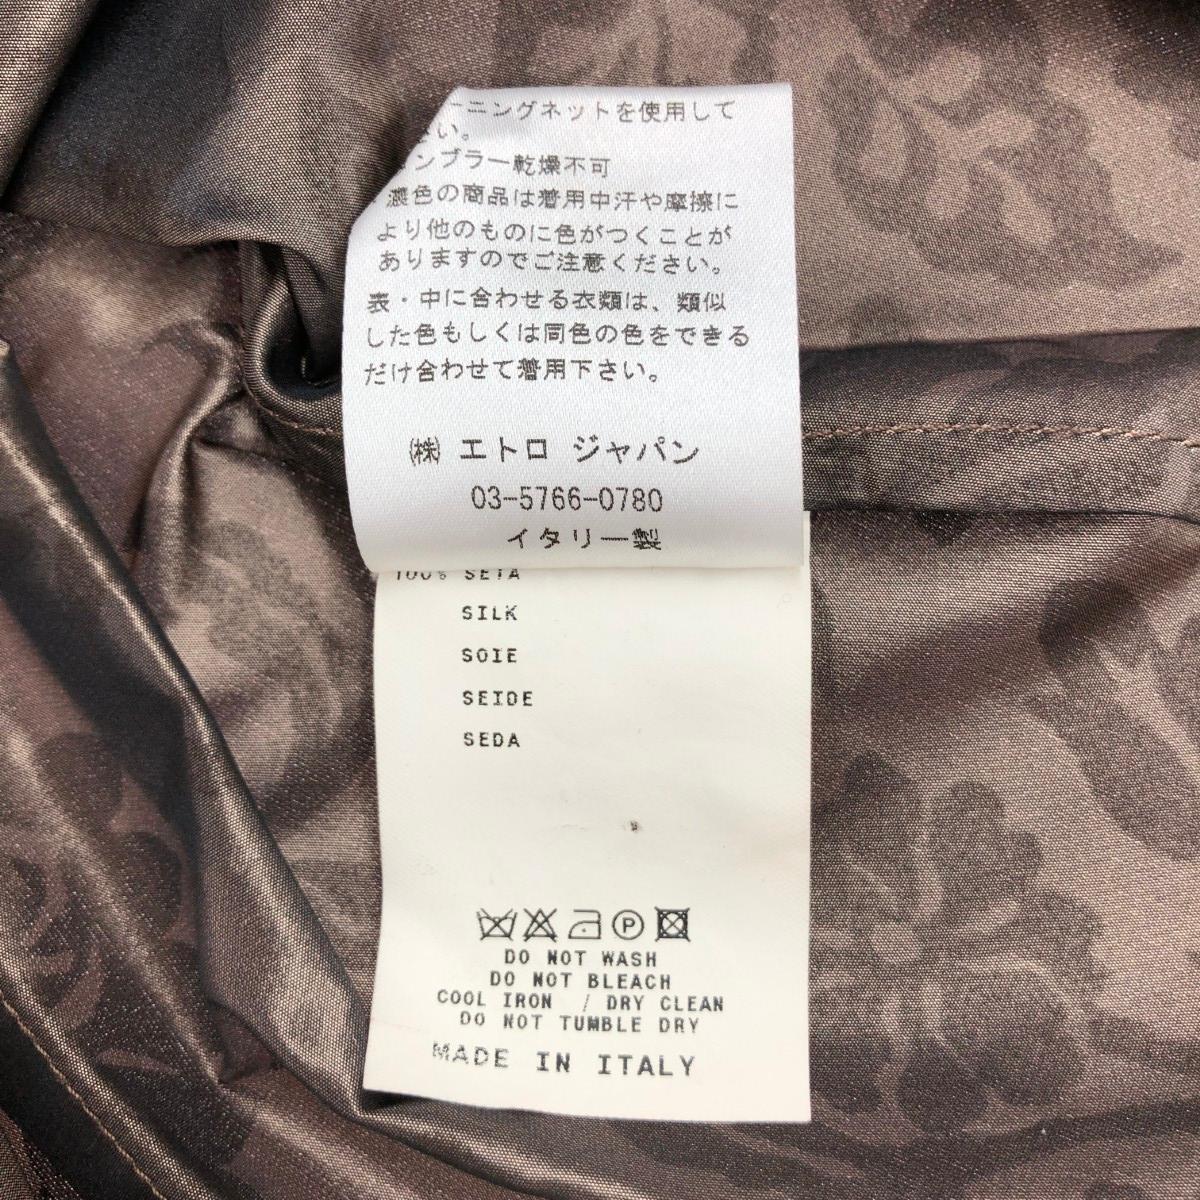 ーニングネットを使用して
さい。
ンブラー乾燥不可
濃色の商品は着用中汗や摩擦に
より他のものに色がつくことが
ありますのでご注意ください。
表・中に合わせる衣類は、類似
した色もしくは同色の色をできる
だけ合わせて着用下さい。
㈱ エトロ ジャパン
03-5766-0780
イタリー製
100% SETA
SILK
SOIE
SEIDE
SEDA
P
DO NOT WASH
DO NOT BLEACH
COOL IRON / DRY CLEAN
DO NOT TUMBLE DRY
MADE IN ITALY